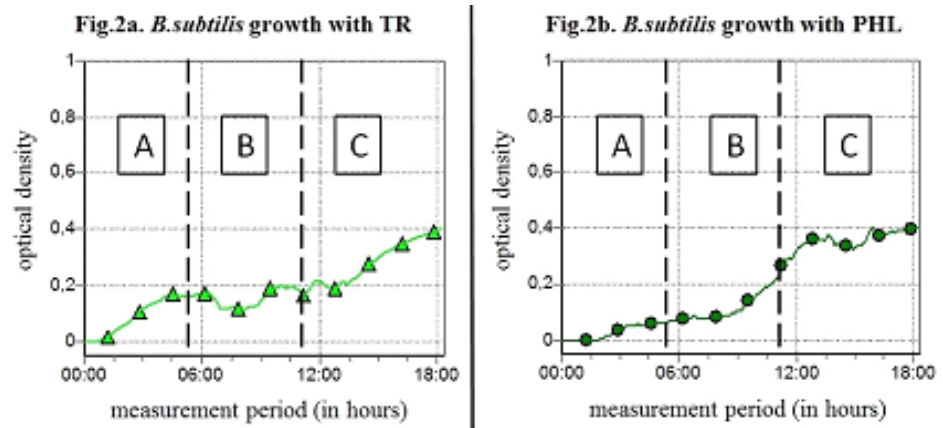 Fig.2a. B.subtilis growth with TR
1
0.8
0.6
0.4
0.2
0
A
B
C
00:00 06:00 12:00 18:00
optical density
measurement period (in hours)
Fig.2b. B.subtilis growth with PHL
1
0.8
0.6
0.4
0.2
0
A
B
C
00:00 06:00 12:00 18:00
optical density
measurement period (in hours)